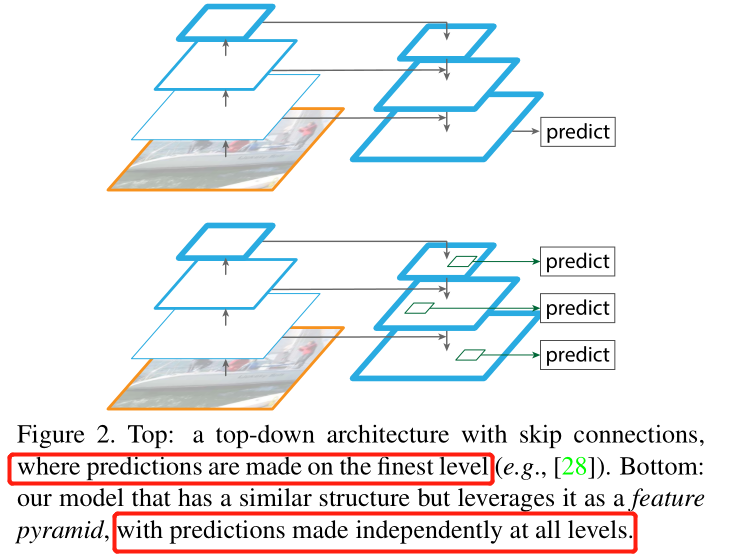 predict
predict
predict
predict
Figure 2. Top: a top-down architecture with skip connections,
where predictions are made on the finest level (e.g., [28]). Bottom:
our model that has a similar structure but leverages it as a feature
pyramid, with predictions made independently at all levels.